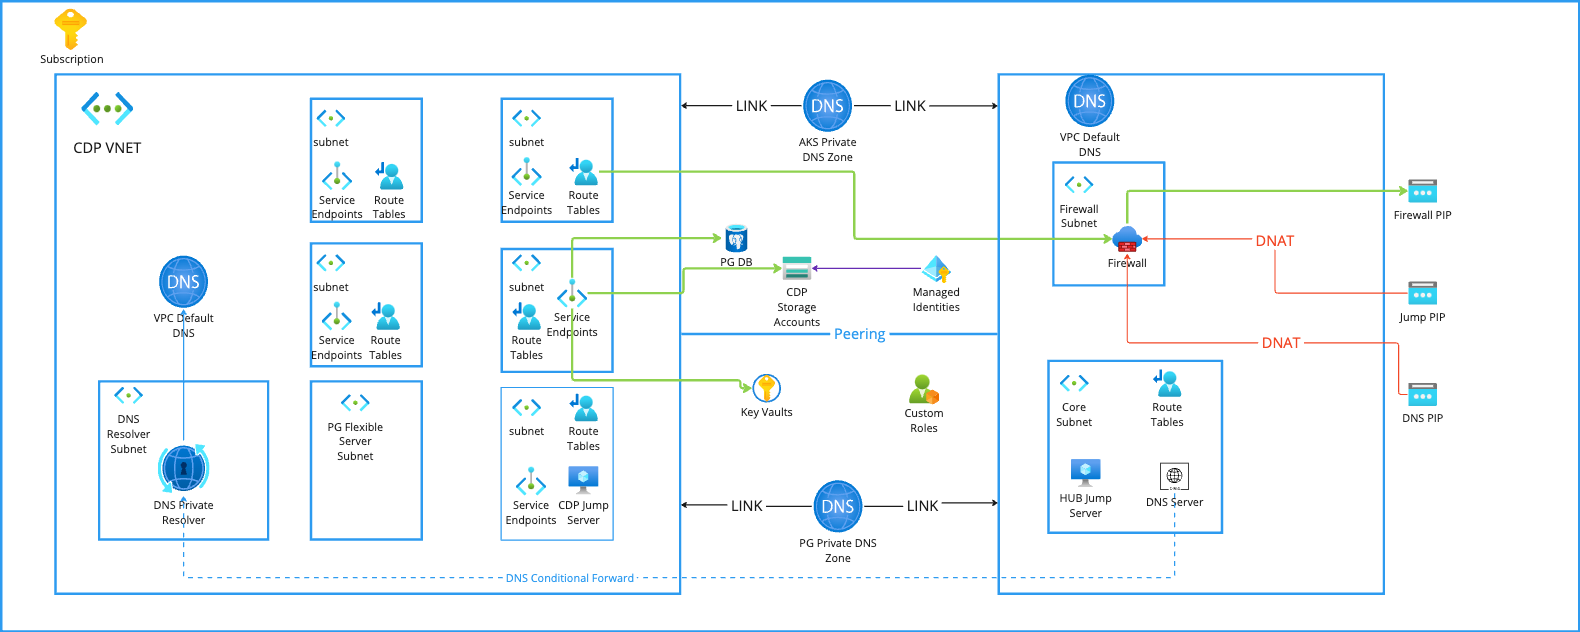 Subscription
CDP VNET
subnet
Service
Endpoints
Route
Tables
subnet
Service
Endpoints
Route
Tables
LINK
LINK
AKS Private
DNS Zone
DNS
DNS
VPC Default
DNS
Firewall
Subnet
Firewall
Firewall PIP
DNAT
Jump PIP
DNAT
DNS PIP
PG DB
CDP
Storage
Accounts
Managed
Identities
Peering
DNS
VPC Default
DNS
subnet
Service
Endpoints
Route
Tables
subnet
Service
Endpoints
Route
Tables
Key Vaults
Custom
Roles
DNS
Resolver
Subnet
DNS Private
Resolver
PG Flexible
Server
Subnet
subnet
Route
Tables
Service
Endpoints
CDP Jump
Server
LINK
LINK
DNS
PG Private DNS
Zone
Core
Subnet
Route
Tables
HUB Jump
Server
DNS Server
DNS Conditional Forward